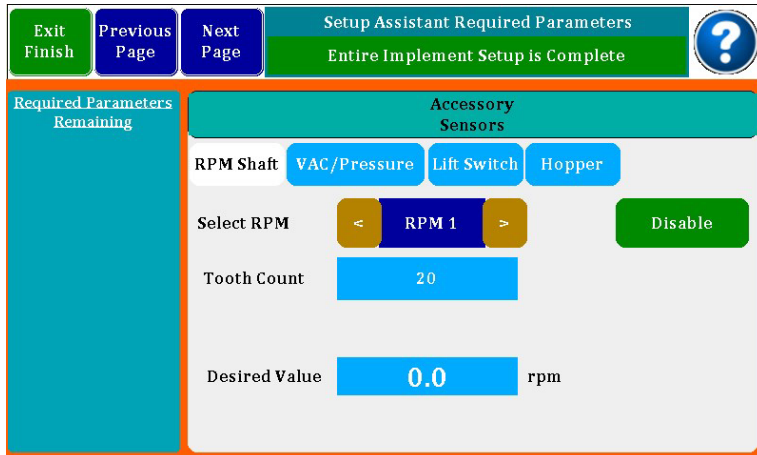 Exit
Finish
Previous
Page
Next
Page
Setup Assistant Required Parameters
Entire Implement Setup is Complete
?
Required Parameters
Remaining
Accessory
Sensors
RPM Shaft VAC/Pressure Lift Switch Hopper
Select RPM < RPM 1 > Disable
Tooth Count 20
Desired Value 0.0 rpm